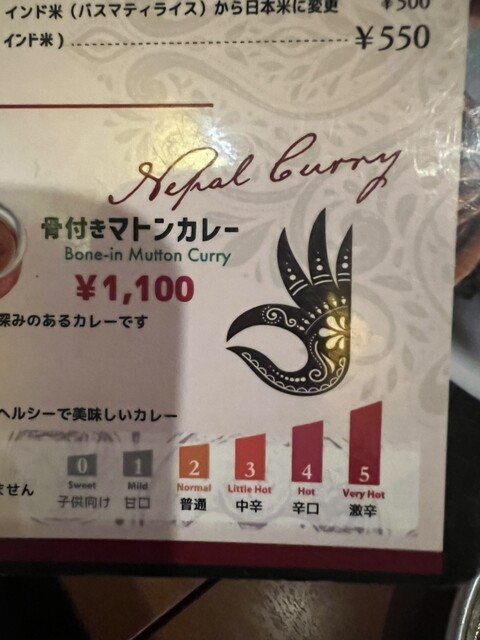 インド米（バスマティライス）から日本米に変更 ¥300
インド米） ¥550
Nepal Curry
骨付きマトンカレー
Bone-in Mutton Curry
¥1,100
深みのあるカレーです
ヘルシーで美味しいカレー
ません
0 1 2 3 4 5
Sweet Mild Normal Little Hot Hot Very Hot
子供向け 甘口 普通 中辛 辛口 激辛